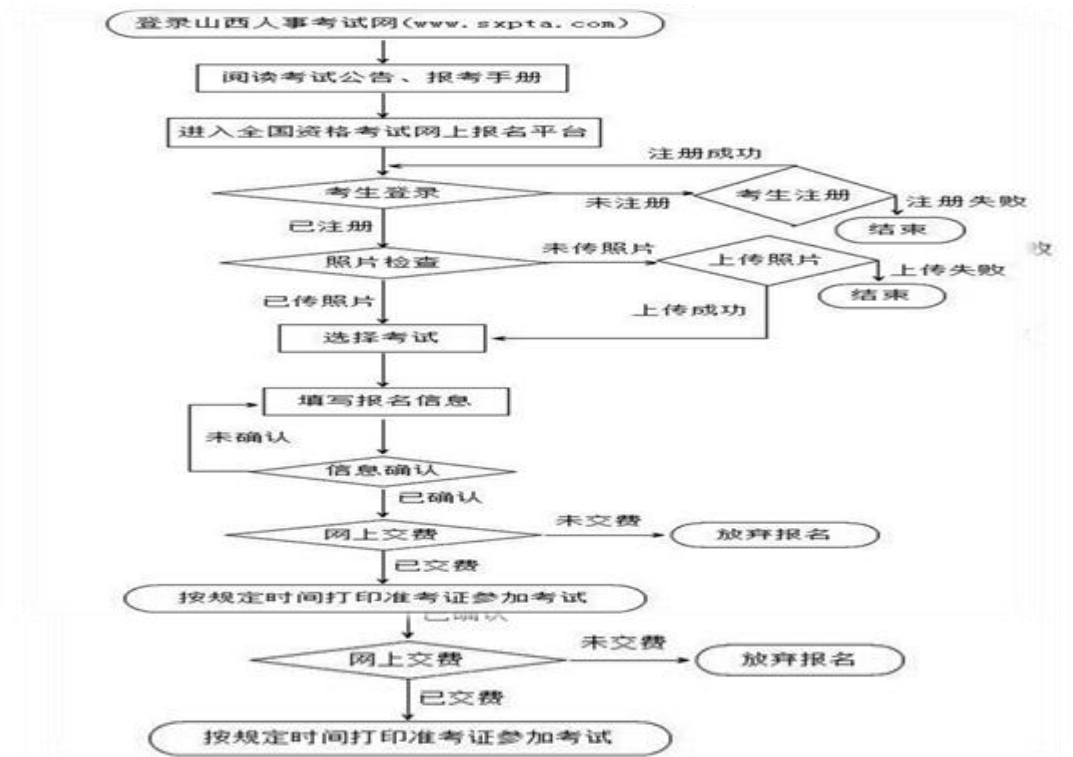 登录山西人事考试网(www.sxpta.com)
阅读考试公告、报考手册
进入全国资格考试网上报名平台
注册成功
考生登录
未注册
考生注册
注册失败
结束
已注册
照片检查
未传照片
上传照片
上传失败
结束
败
已传照片
上传成功
选择考试
填写报名信息
未确认
信息确认
已确认
网上交费
未交费
放弃报名
已交费
按规定时间打印准考证参加考试
已确认
网上交费
未交费
放弃报名
已交费
按规定时间打印准考证参加考试